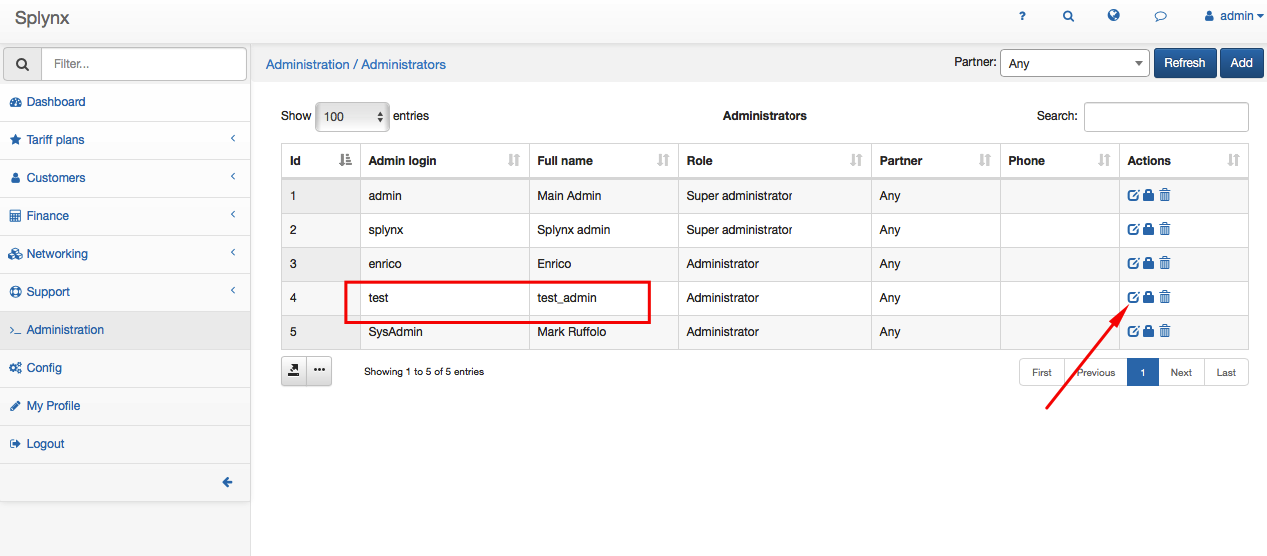 Splynx
? admin
Filter...
Administration / Administrators
Partner: Any Refresh Add
Dashboard
Tariff plans
Customers
Finance
Networking
Support
Administration
Config
My Profile
Logout
Show 100 entries
Administrators
Search:
Id Admin login Full name Role Partner Phone Actions
1 admin Main Admin Super administrator Any
2 splynx Splynx admin Super administrator Any
3 enrico Enrico Administrator Any
4 test test_admin Administrator Any
5 SysAdmin Mark Ruffolo Administrator Any
Showing 1 to 5 of 5 entries
First Previous 1 Next Last